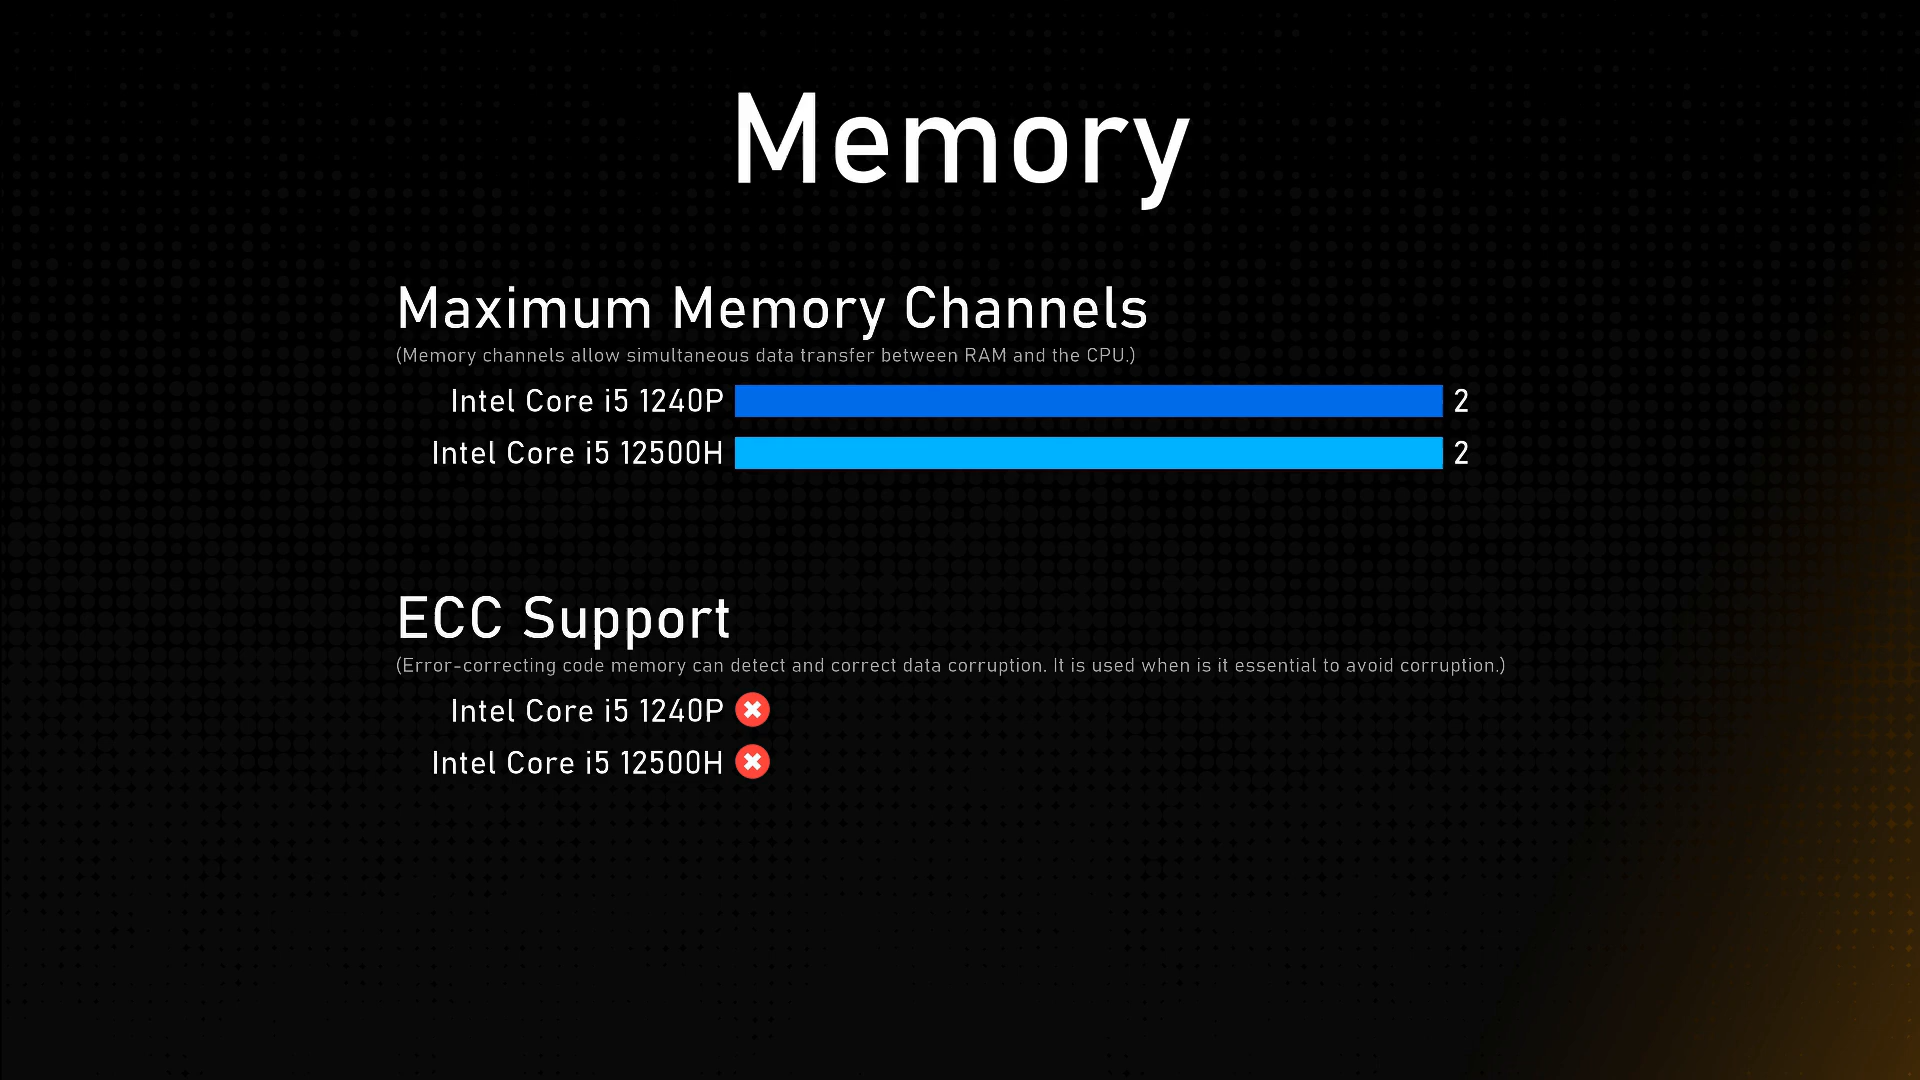 Memory
Maximum Memory Channels
(Memory channels allow simultaneous data transfer between RAM and the CPU.)
Intel Core i5 1240P 2
Intel Core i5 12500H 2
ECC Support
(Error-correcting code memory can detect and correct data corruption. It is used when is it essential to avoid corruption.)
Intel Core i5 1240P
Intel Core i5 12500H